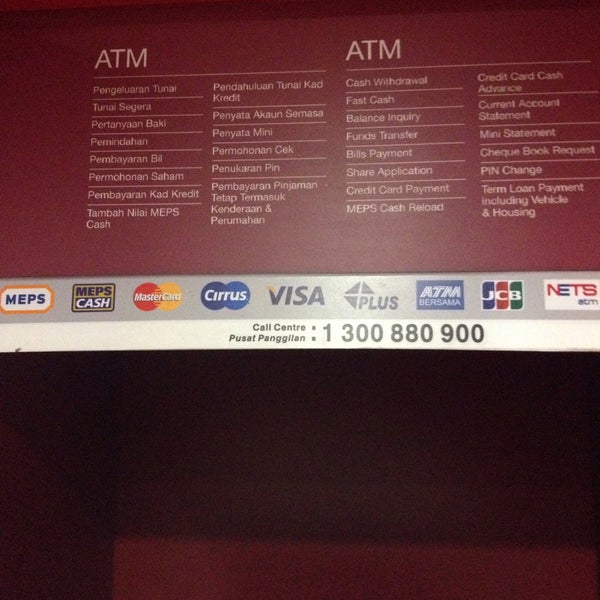 ATM
Pengeluaran Tunai
Tunai Segera
Pertanyaan Baki
Pemindahan
Pembayaran Bil
Permohonan Saham
Pembayaran Kad Kredit
Tambah Nilai MEPS
Cash
Pendahuluan Tunai Kad
Kredit
Penyata Akaun Semasa
Penyata Mini
Permohonan Cek
Penukaran Pin
Pembayaran Pinjaman
Tetap Termasuk
Kenderaan &
Perumahan
ATM
Cash Withdrawal
Fast Cash
Balance Inquiry
Funds Transfer
Bills Payment
Share Application
Credit Card Payment
MEPS Cash Reload
Credit Card Cash
Advance
Current Account
Statement
Mini Statement
Cheque Book Request
PIN Change
Term Loan Payment
Including Vehicle
& Housing
MEPS
MEPS
CASH
MasterCard
Cirrus
VISA
PLUS
ATM
BERSAMA
JCB
NETS
atm
Call Centre
Pusat Panggilan : 1 300 880 900